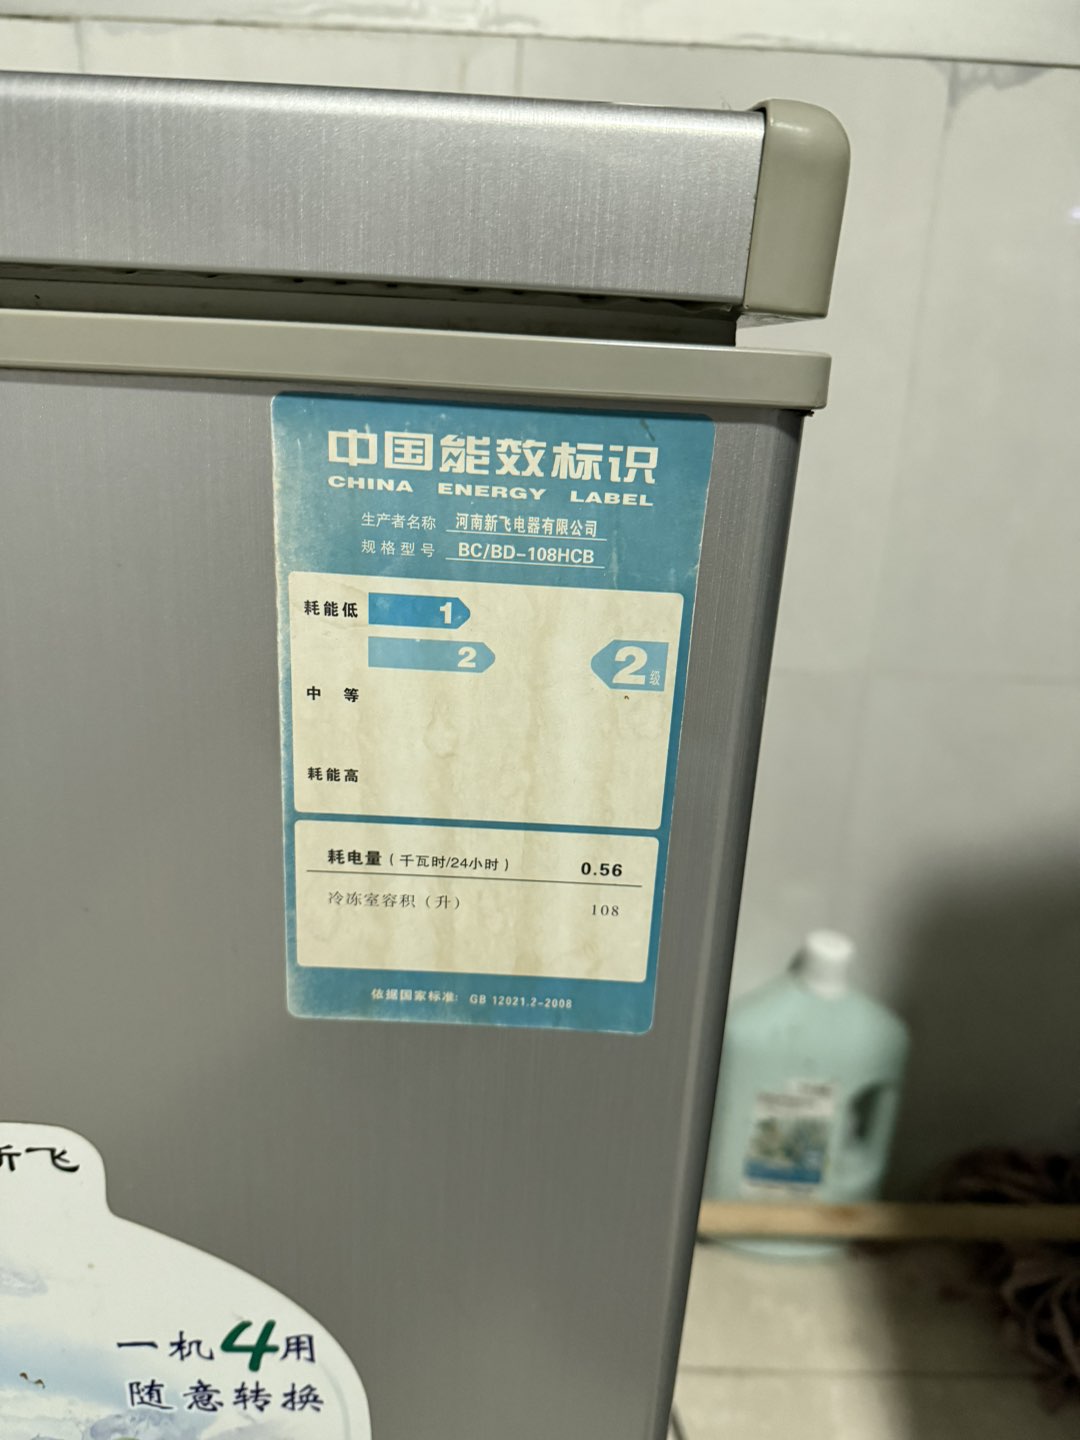 中国能效标识
CHINA ENERGY LABEL
生产者名称 河南新飞电器有限公司
规格型号 BC/BD-108HCB
耗能低 1
2 2级
中 等
耗能高
耗电量(千瓦时/24小时) 0.56
冷冻室容积(升) 108
依据国家标准: GB 12021.2-2008
新飞
一机4用
随意转换